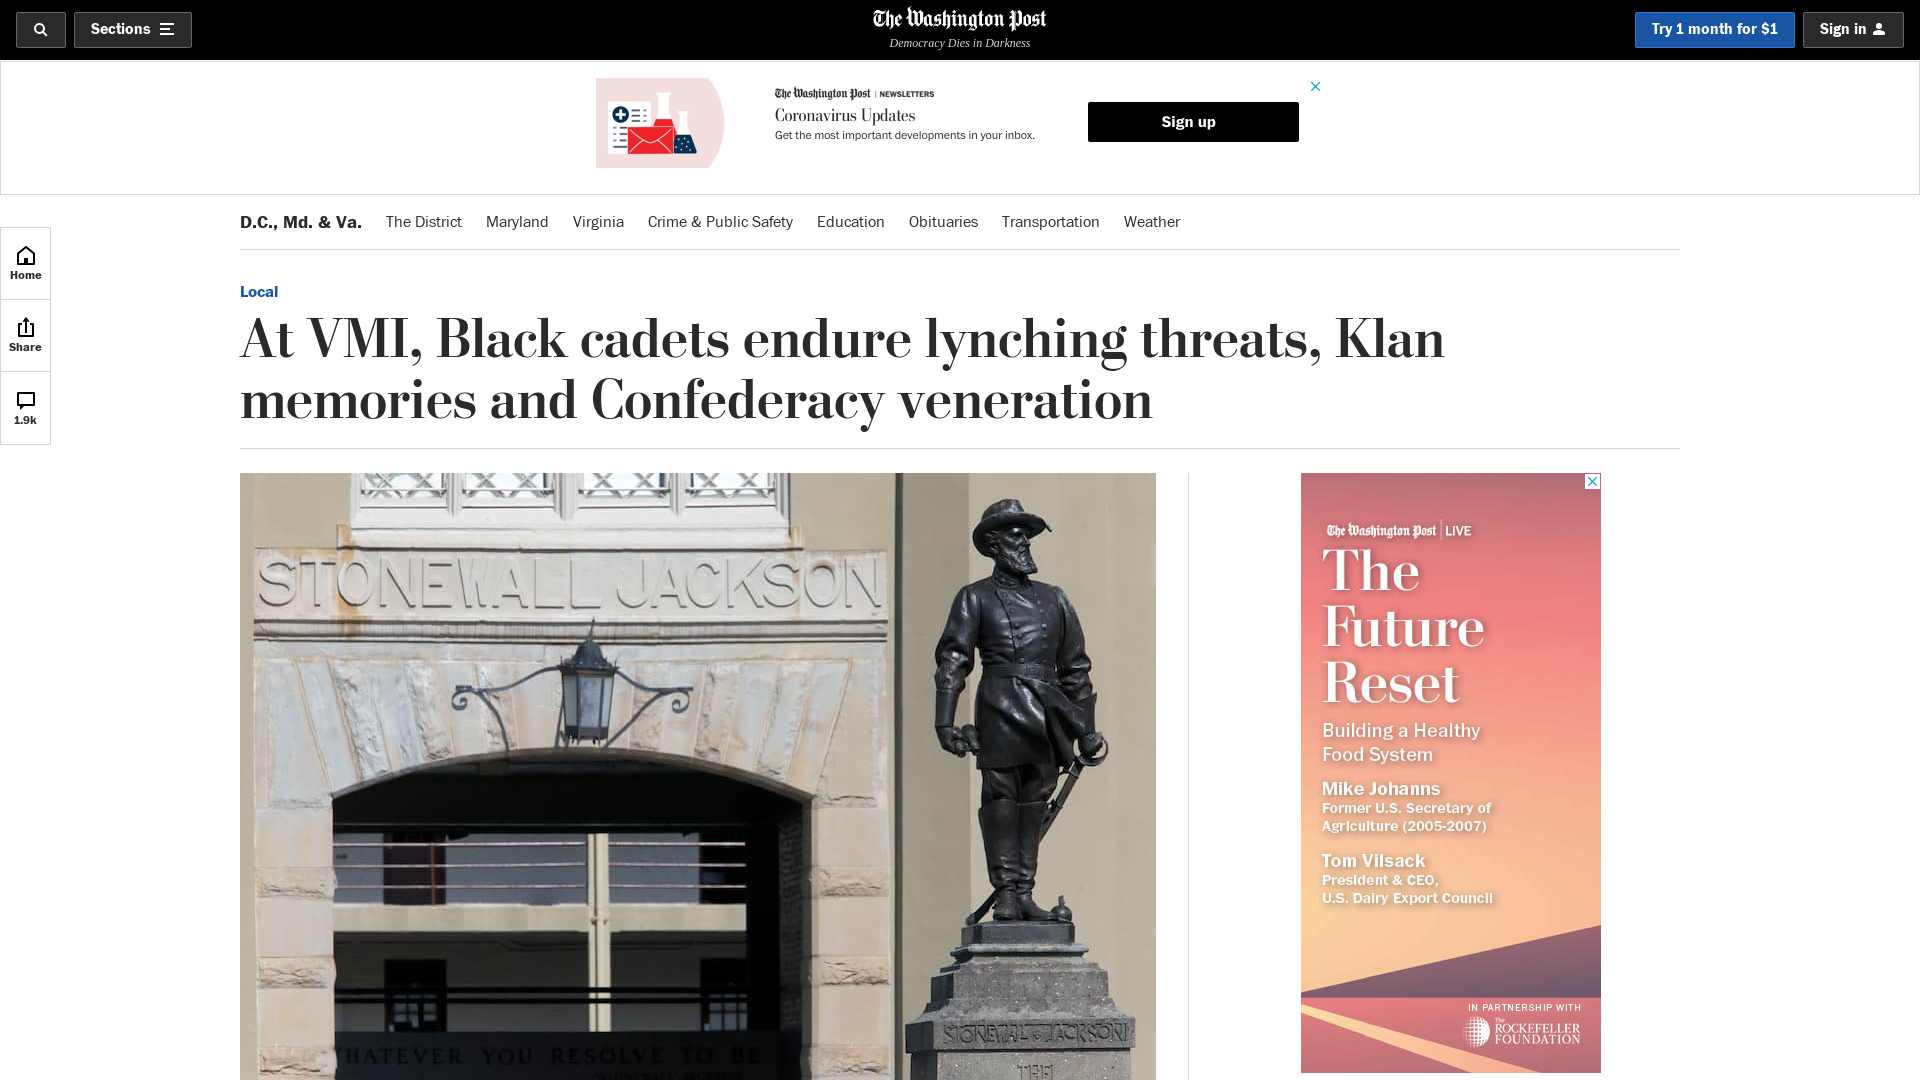 Sections
The Washington Post
Democracy Dies in Darkness
Try 1 month for $1
Sign in
The Washington Post | NEWSLETTERS
Coronavirus Updates
Get the most important developments in your inbox.
Sign up
D.C., Md. & Va.
The District
Maryland
Virginia
Crime & Public Safety
Education
Obituaries
Transportation
Weather
Home
Share
1.9k
Local
At VMI, Black cadets endure lynching threats, Klan
memories and Confederacy veneration
STONEWALL JACKSON
WHATEVER YOU RESOLVE TO BE
STONEWALL JACKSON
THE
The Washington Post | LIVE
The
Future
Reset
Building a Healthy
Food System
Mike Johanns
Former U.S. Secretary of
Agriculture (2005-2007)
Tom Vilsack
President & CEO,
U.S. Dairy Export Council
IN PARTNERSHIP WITH
The
ROCKEFELLER
FOUNDATION